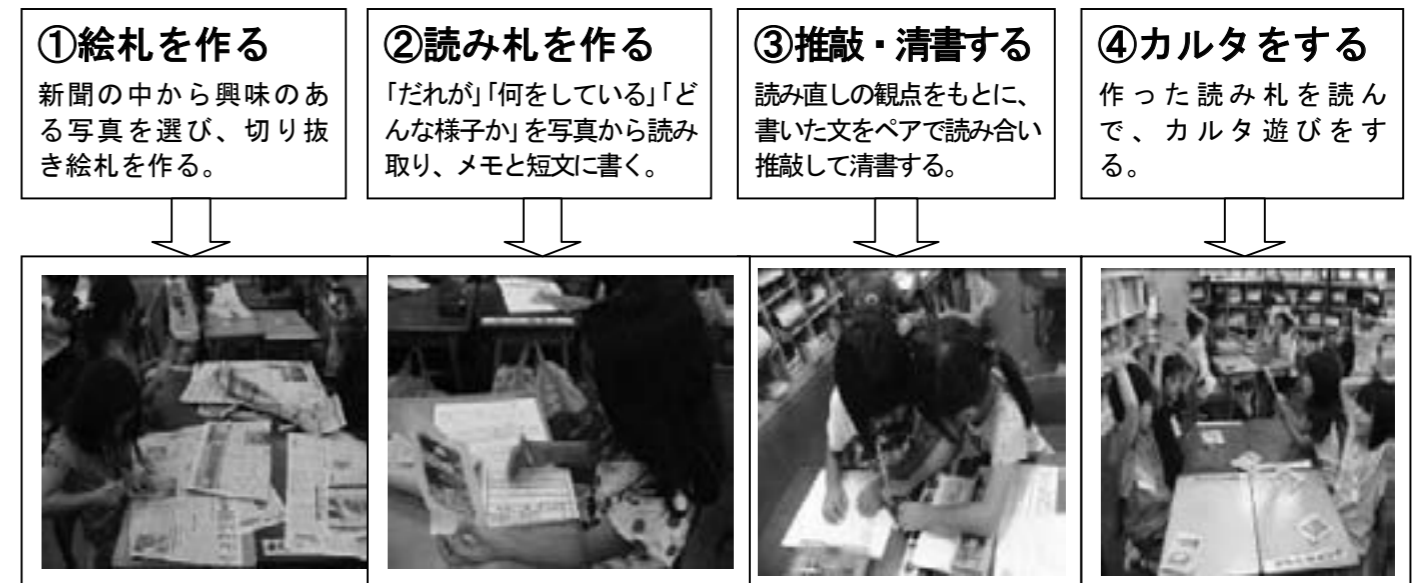 ①絵札を作る
新聞の中から興味のあ
る写真を選び、切り抜
き絵札を作る。
②読み札を作る
「だれが」「何をしている」「ど
んな様子か」を写真から読み
取り、メモと短文に書く。
③推敲・清書する
読み直しの観点をもとに、
書いた文をペアで読み合い
推敲して清書する。
④カルタをする
作った読み札を読ん
で、カルタ遊びをす
る。